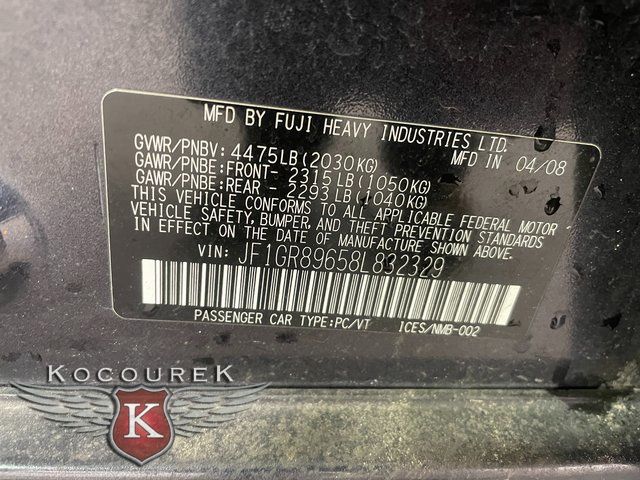 MFD BY FUJI HEAVY INDUSTRIES LTD.
GVWR/PNBV: 4475LB(2030KG) MFD IN 04/08
GAWR/PNBE:FRONT- 2315LB(1050KG)
GAWR/PNBE:REAR - 2293LB(1040KG)
THIS VEHICLE CONFORMS TO ALL APPLICABLE FEDERAL MOTOR
VEHICLE SAFETY, BUMPER, AND THEFT PREVENTION STANDARDS
IN EFFECT ON THE DATE OF MANUFACTURE SHOWN ABOVE.
VIN: JF1GR89658L832329
PASSENGER CAR TYPE:PC/VT ICES/NMB-002
KOCOUREK
K